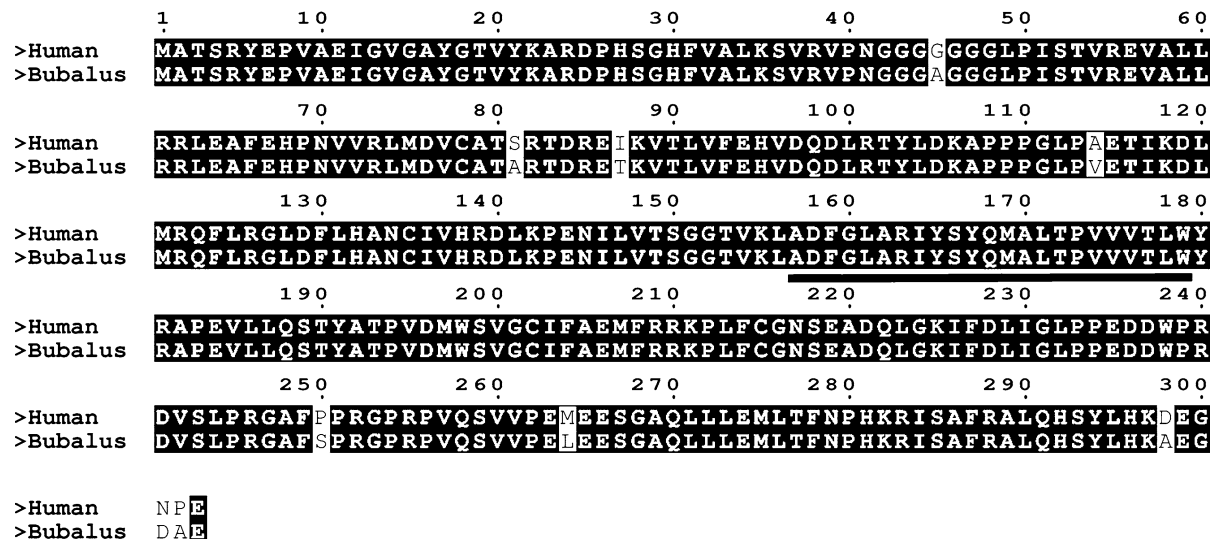 1 10 20 30 40 50 60
>Human MATSRYEPVAEIGVGAYGTVYKARDPHSGHFVALKSVRVPNGGGGGGGLPISTVREVALL
>Bubalus MATSRYEPVAEIGVGAYGTVYKARDPHSGHFVALKSVRVPNGGGAGGGLPISTVREVALL
70 80 90 100 110 120
>Human RRLEAFEHPNVVRLMDVCATSRTDREIKVTLVFEHVDQDLRTYLDKAPPPGLPAETIKDL
>Bubalus RRLEAFEHPNVVRLMDVCATARTDRETKVTLVFEHVDQDLRTYLDKAPPPGLPVETIKDL
130 140 150 160 170 180
>Human MRQFLRGLDFLHANCIVHRDLKPENILVTSGGTVKLADFGLARIYSYQMALTPVVVTLWY
>Bubalus MRQFLRGLDFLHANCIVHRDLKPENILVTSGGTVKLADFGLARIYSYQMALTPVVVTLWY
190 200 210 220 230 240
>Human RAPEVLLQSTYATPVDMWSVGCIFAEMFRRKPLFCGNSEADQLGKIFDLIGLPPEDDWPR
>Bubalus RAPEVLLQSTYATPVDMWSVGCIFAEMFRRKPLFCGNSEADQLGKIFDLIGLPPEDDWPR
250 260 270 280 290 300
>Human DVSLPRGAFPPRGPRPVQSVVPEMEESGAQLLLEMLTFNPHKRISAFRALQHSYLHKDEG
>Bubalus DVSLPRGAFSPRGPRPVQSVVPELEESGAQLLLEMLTFNPHKRISAFRALQHSYLHKAEG
>Human NPE
>Bubalus DAE